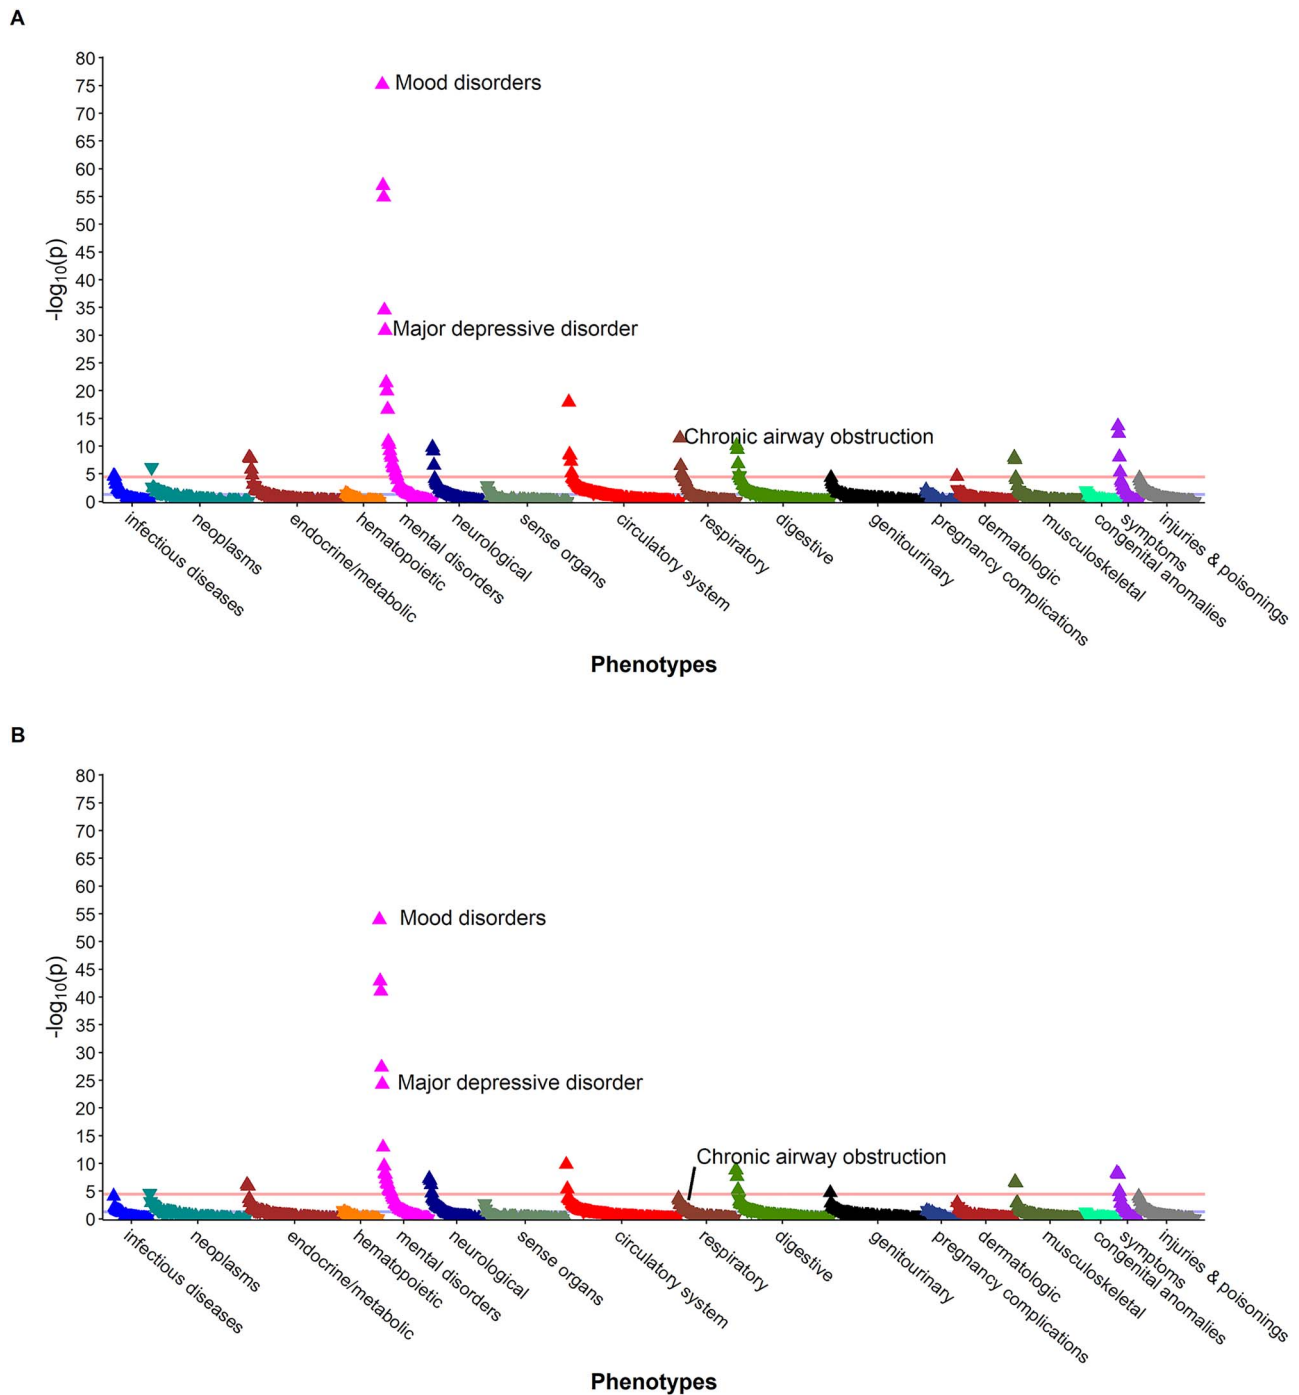 A
80
75
70
65
60
55
50
45
40
35
30
25
20
15
10
5
0
-log₁₀(p)
Mood disorders
Major depressive disorder
Chronic airway obstruction
infectious diseases
neoplasms
endocrine/metabolic
hematopoietic
mental disorders
neurological
sense organs
circulatory system
respiratory
digestive
genitourinary
pregnancy complications
dermatologic
musculoskeletal
congenital anomalies
symptoms
injuries & poisonings
Phenotypes
B
80
75
70
65
60
55
50
45
40
35
30
25
20
15
10
5
0
-log₁₀(p)
Mood disorders
Major depressive disorder
Chronic airway obstruction
infectious diseases
neoplasms
endocrine/metabolic
hematopoietic
mental disorders
neurological
sense organs
circulatory system
respiratory
digestive
genitourinary
pregnancy complications
dermatologic
musculoskeletal
congenital anomalies
symptoms
injuries & poisonings
Phenotypes